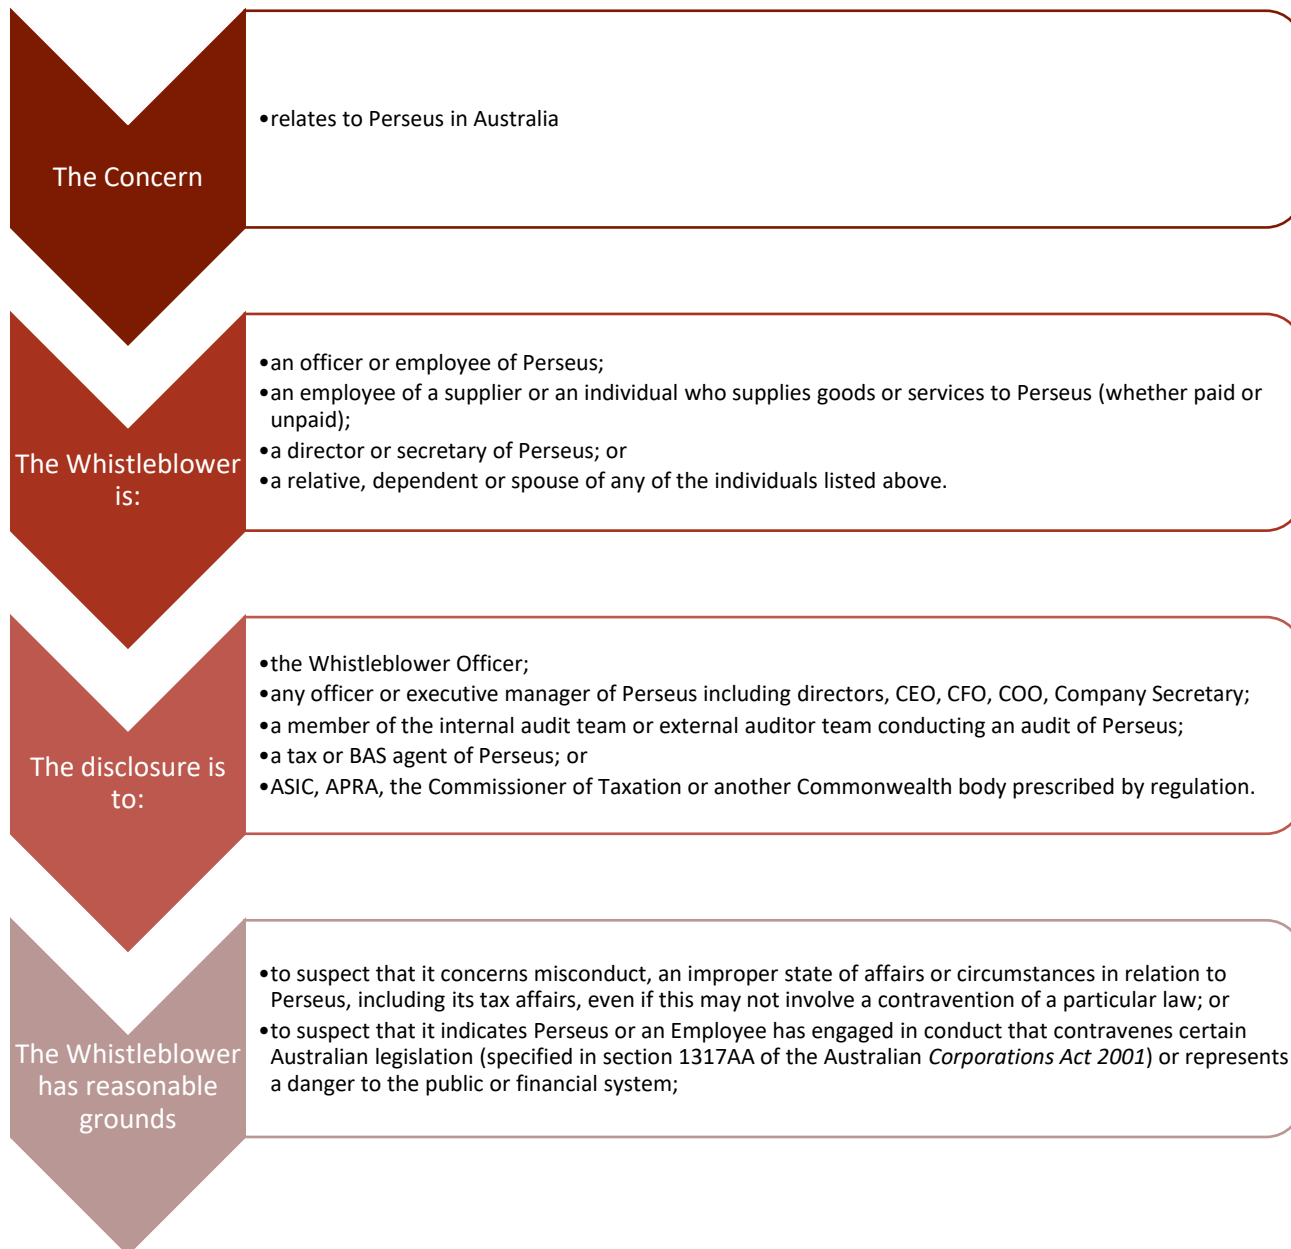 The Concern
•relates to Perseus in Australia
The Whistleblower
is:
•an officer or employee of Perseus;
•an employee of a supplier or an individual who supplies goods or services to Perseus (whether paid or
unpaid);
•a director or secretary of Perseus; or
•a relative, dependent or spouse of any of the individuals listed above.
The disclosure is
to:
•the Whistleblower Officer;
•any officer or executive manager of Perseus including directors, CEO, CFO, COO, Company Secretary;
•a member of the internal audit team or external auditor team conducting an audit of Perseus;
•a tax or BAS agent of Perseus; or
•ASIC, APRA, the Commissioner of Taxation or another Commonwealth body prescribed by regulation.
The Whistleblower
has reasonable
grounds
•to suspect that it concerns misconduct, an improper state of affairs or circumstances in relation to
Perseus, including its tax affairs, even if this may not involve a contravention of a particular law; or
•to suspect that it indicates Perseus or an Employee has engaged in conduct that contravenes certain
Australian legislation (specified in section 1317AA of the Australian Corporations Act 2001) or represents
a danger to the public or financial system;